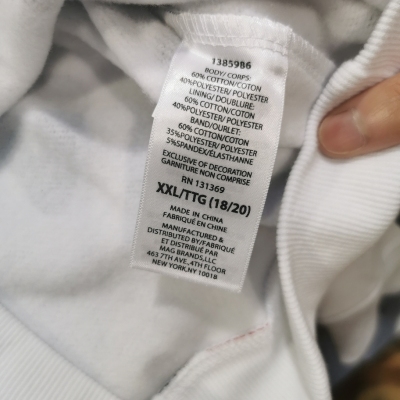 1385986
BODY/ CORPS:
60% COTTON/COTON
40%POLYESTER/ POLYESTER
LINING/ DOUBLURE:
60% COTTON/COTON
40%POLYESTER/ POLYESTER
BAND/OURLET:
60% COTTON/COTON
35%POLYESTER/ POLYESTER
5%SPANDEX/ÉLASTHANNE
EXCLUSIVE OF DECORATION
GARNITURE NON COMPRISE
RN 131369
XXL/TTG (18/20)
MADE IN CHINA
FABRIQUÉ EN CHINE
MANUFACTURED &
DISTRIBUTED BY/FABRIQUÉ
ET DISTRIBUÉ PAR
MAG BRANDS,LLC
463 7TH AVE.,4TH FLOOR
NEW YORK,NY 10018